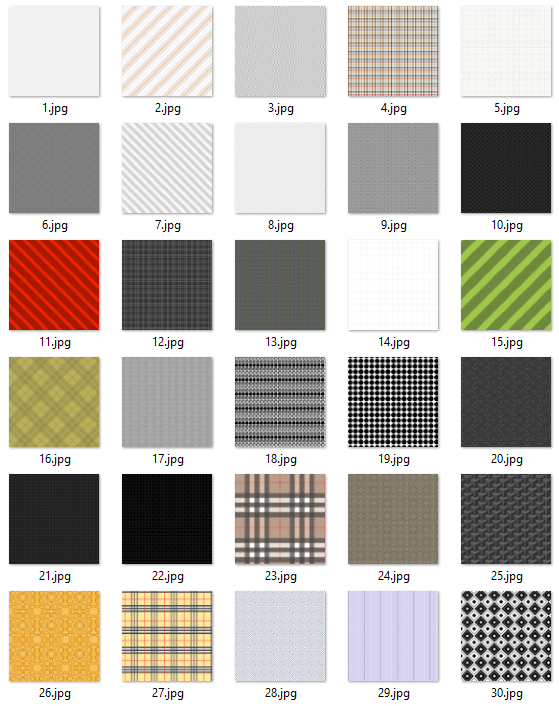 1.jpg 2.jpg 3.jpg 4.jpg 5.jpg
6.jpg 7.jpg 8.jpg 9.jpg 10.jpg
11.jpg 12.jpg 13.jpg 14.jpg 15.jpg
16.jpg 17.jpg 18.jpg 19.jpg 20.jpg
21.jpg 22.jpg 23.jpg 24.jpg 25.jpg
26.jpg 27.jpg 28.jpg 29.jpg 30.jpg